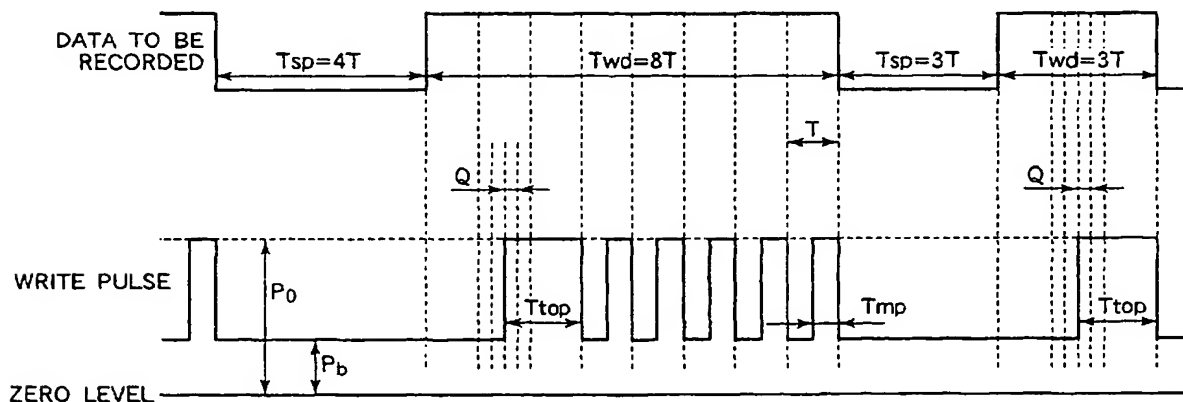 DATA TO BE
RECORDED
Tsp=4T
Twd=8T
Tsp=3T
Twd=3T
T
Q
Q
WRITE PULSE
P0
Ttop
Tmp
Ttop
Pb
ZERO LEVEL